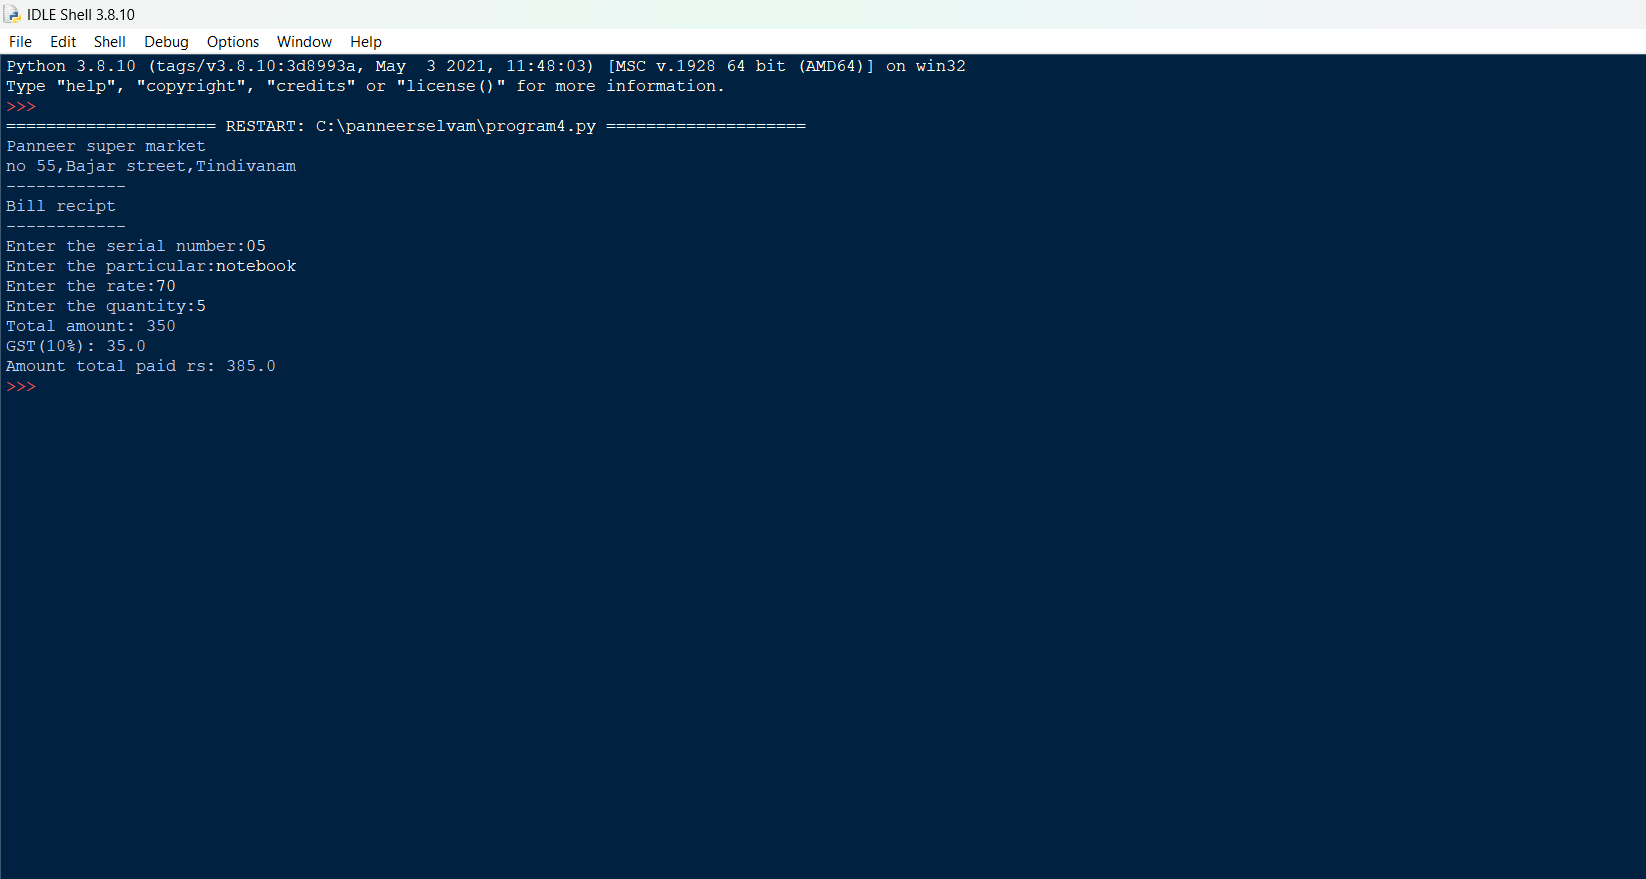 IDLE Shell 3.8.10
File Edit Shell Debug Options Window Help
Python 3.8.10 (tags/v3.8.10:3d8993a, May  3 2021, 11:48:03) [MSC v.1928 64 bit (AMD64)] on win32
Type "help", "copyright", "credits" or "license()" for more information.
>>>
===================== RESTART: C:\panneerselvam\program4.py ====================
Panneer super market
no 55,Bajar street,Tindivanam
------------
Bill recipt
------------
Enter the serial number:05
Enter the particular:notebook
Enter the rate:70
Enter the quantity:5
Total amount: 350
GST(10%): 35.0
Amount total paid rs: 385.0
>>>